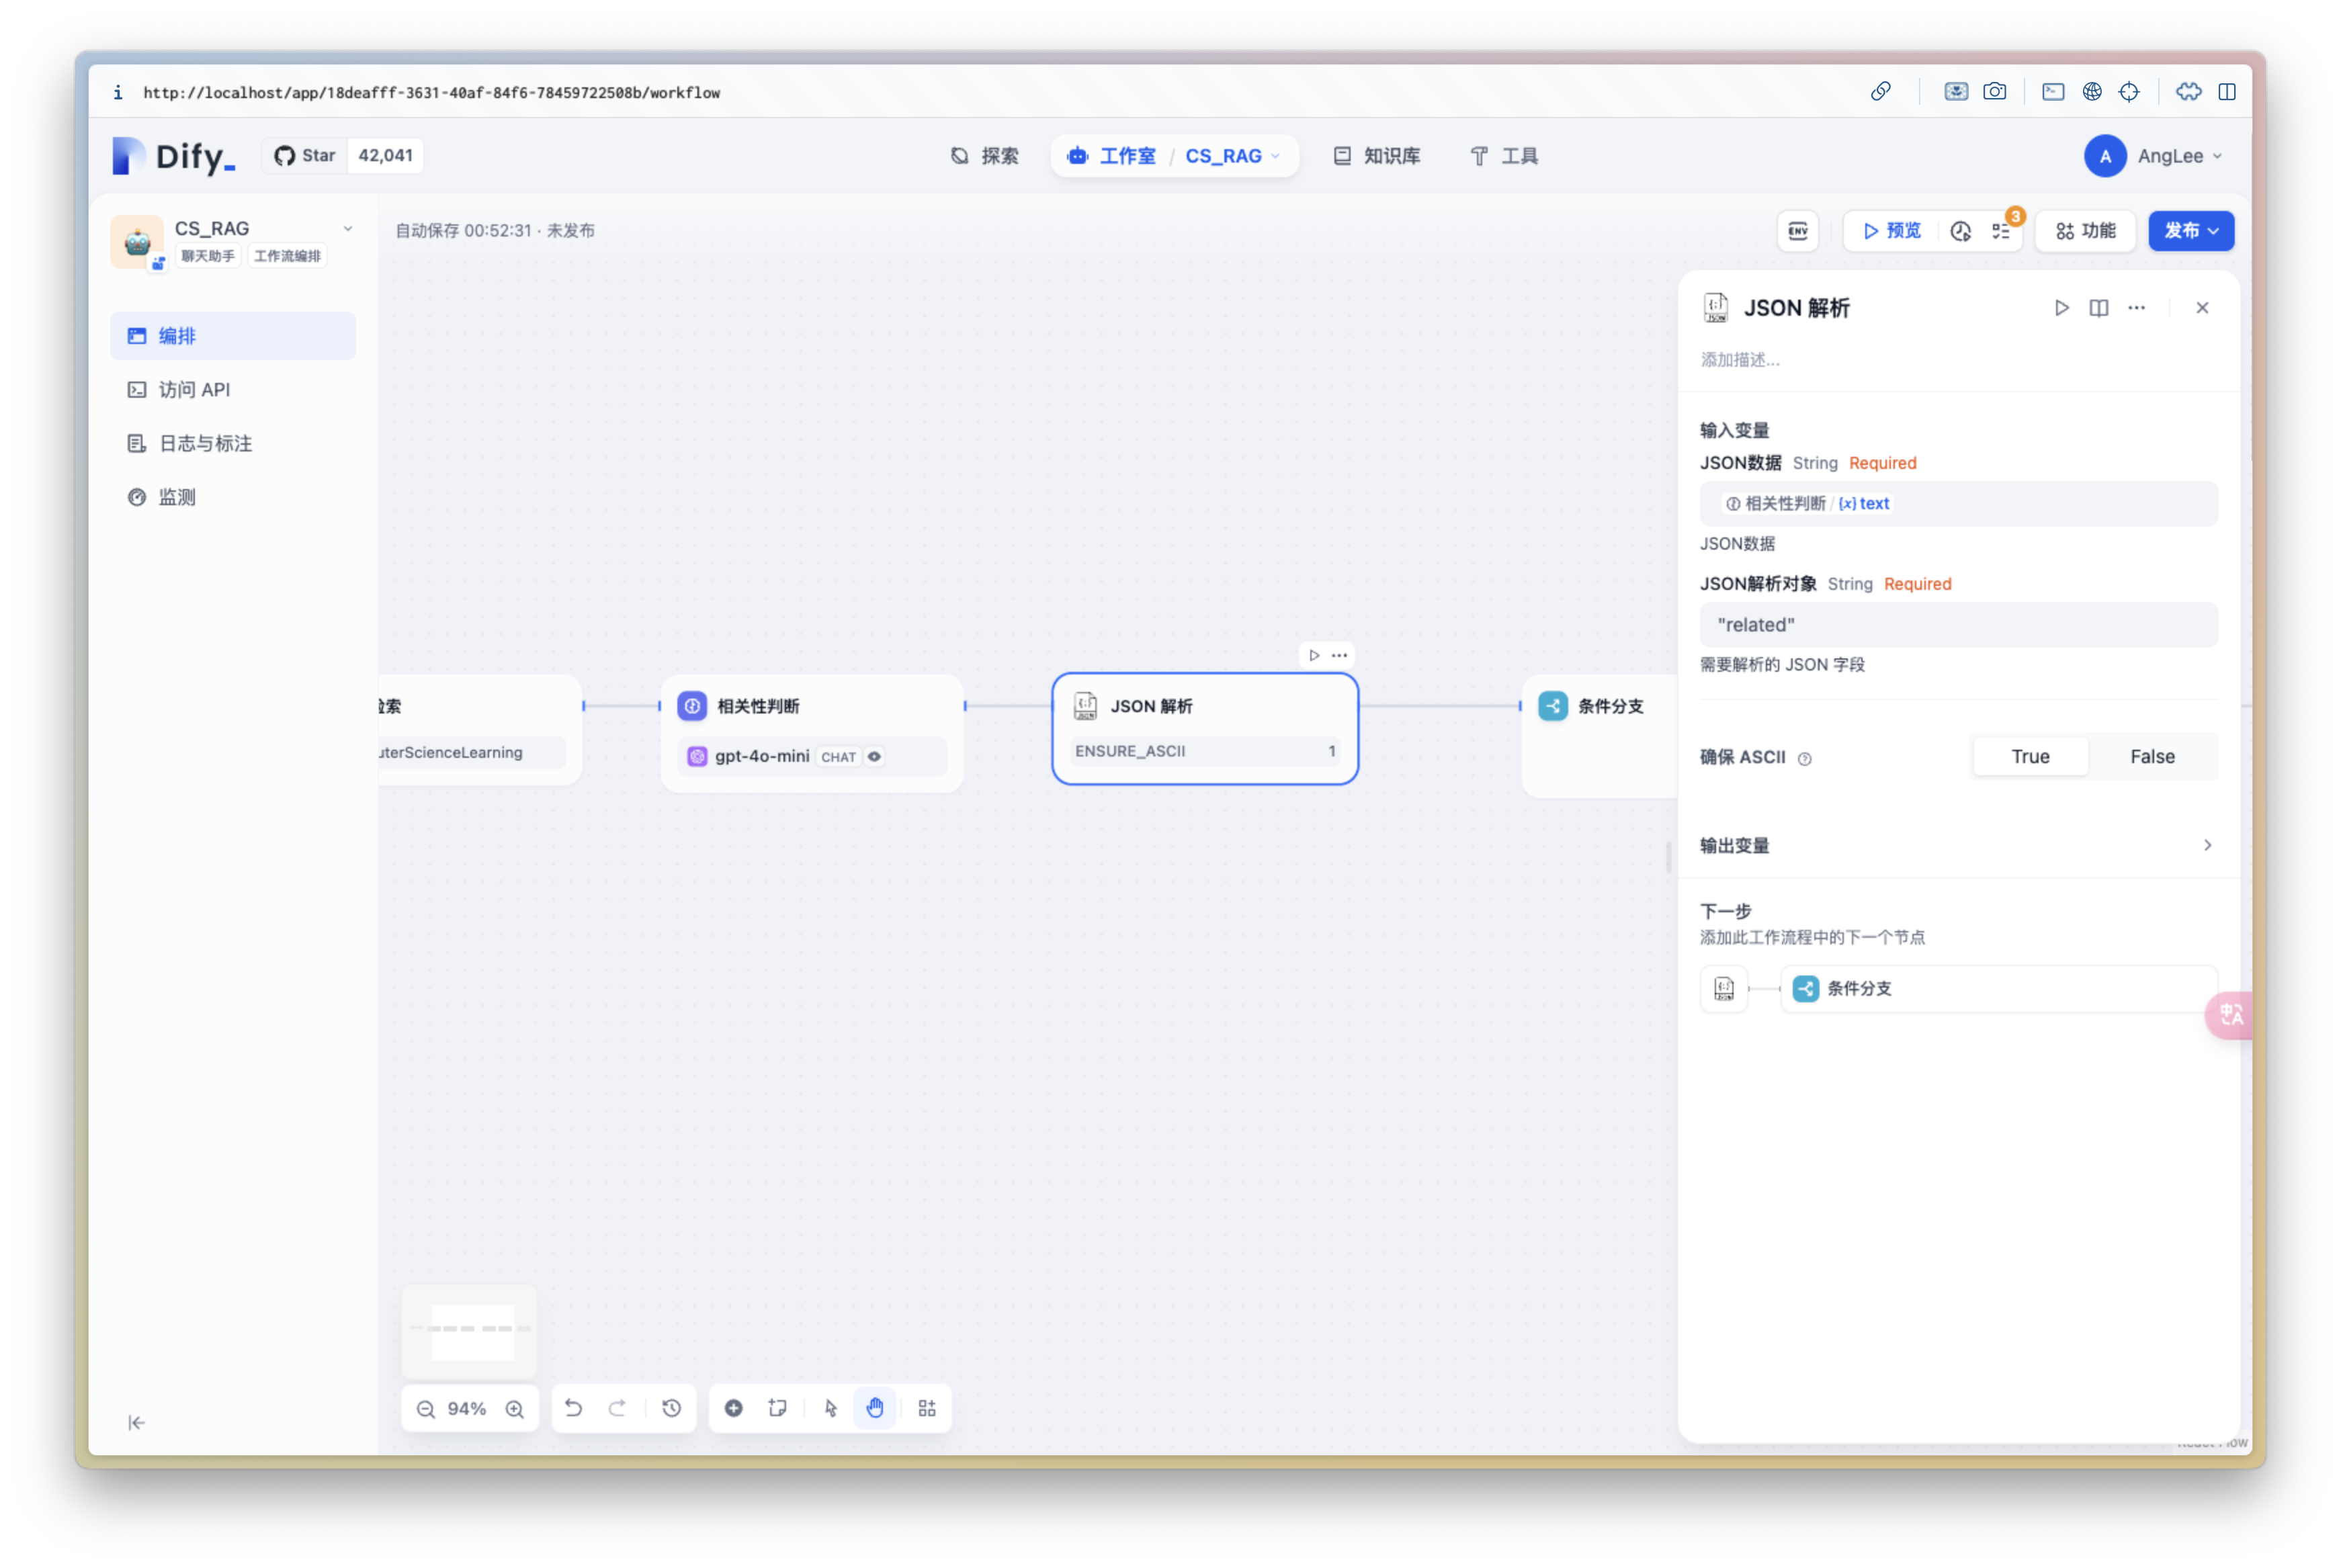 http://localhost/app/18deafff-3631-40af-84f6-78459722508b/workflow
Dify_
Star 42,041
探索
工作室 / CS_RAG
知识库
工具
A AngLee
CS_RAG
聊天助手 工作流编排
编排
访问 API
日志与标注
监测
自动保存 00:52:31 · 未发布
ENV
预览
3
功能
发布
索
uterScienceLearning
相关性判断
gpt-4o-mini CHAT
JSON 解析
ENSURE_ASCII 1
条件分支
94%
JSON 解析
添加描述...
输入变量
JSON数据 String Required
相关性判断 / {x} text
JSON数据
JSON解析对象 String Required
"related"
需要解析的 JSON 字段
确保 ASCII True False
输出变量
下一步
添加此工作流程中的下一个节点
条件分支